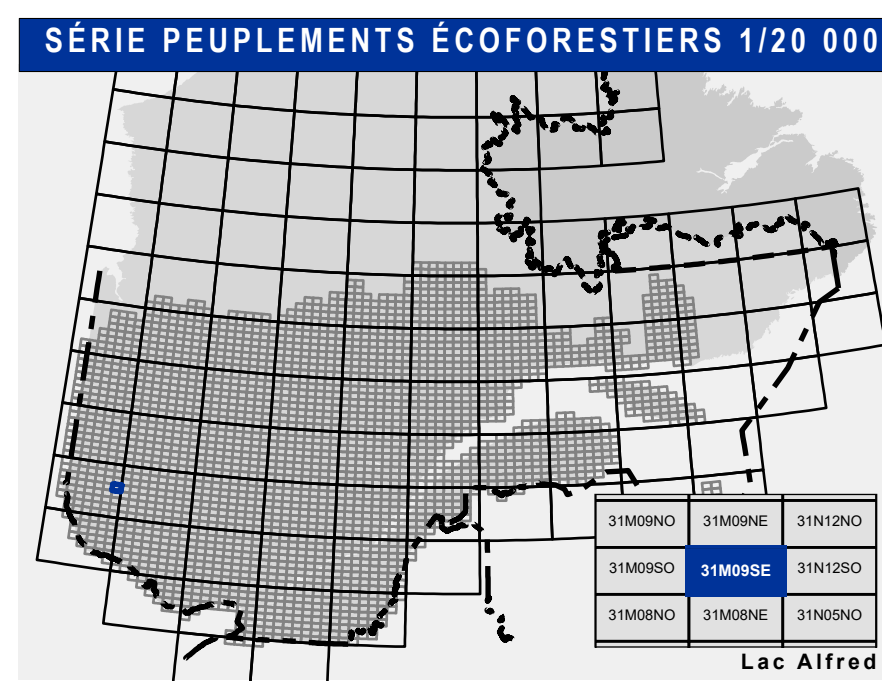 SÉRIE PEUPLEMENTS ÉCOFORESTIERS 1/20 000
31M09NO 31M09NE 31N12NO
31M09SO 31M09SE 31N12SO
31M08NO 31M08NE 31N05NO
Lac Alfred